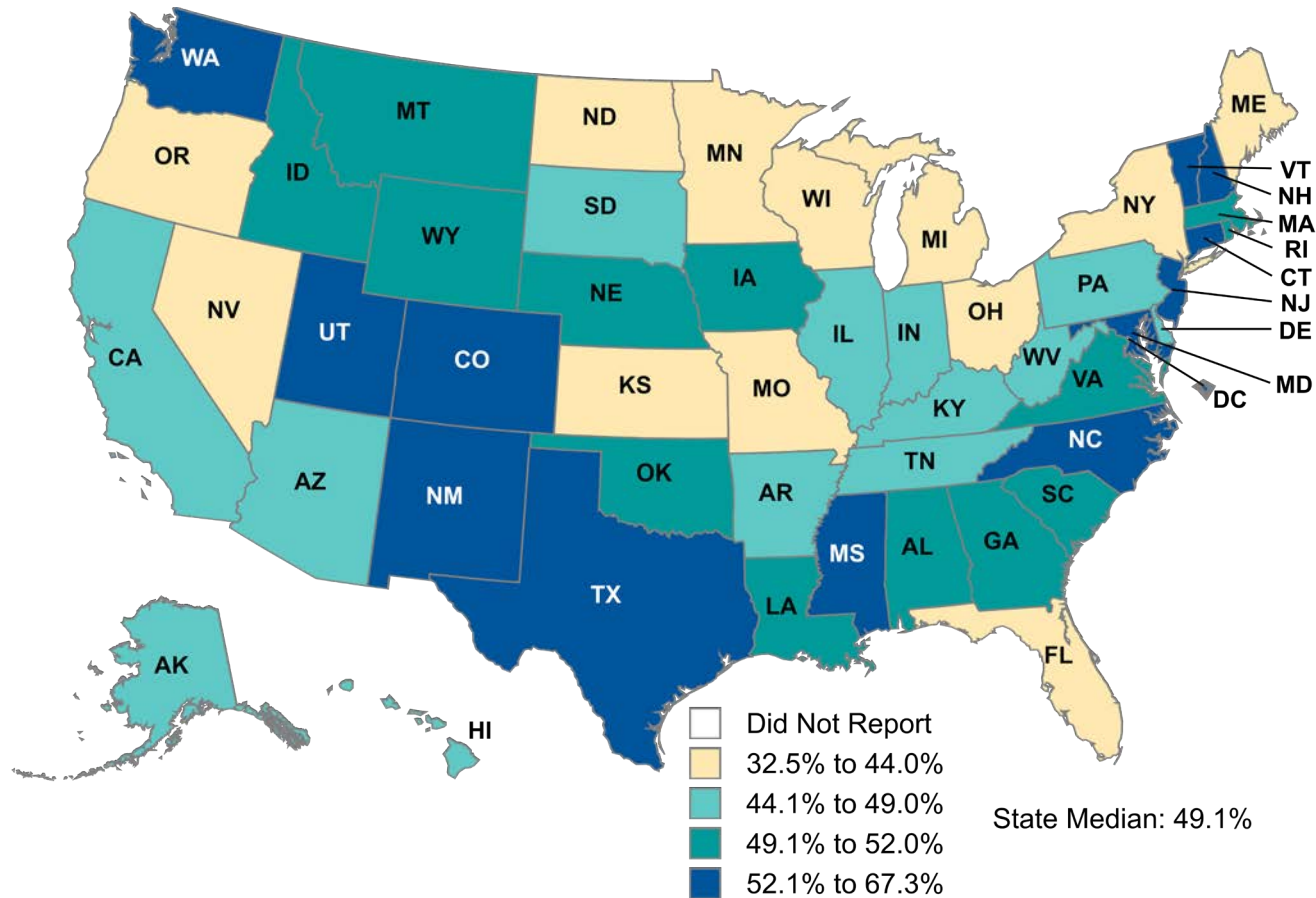 WA
MT
ND
MN
ME
OR
ID
SD
WI
VT
NH
NY
MA
WY
MI
RI
CT
IA
NE
PA
NJ
NV
OH
DE
UT
IL
IN
CA
CO
WV
MD
VA
KS
MO
DC
KY
NC
TN
AZ
OK
NM
AR
SC
MS
AL
GA
TX
LA
AK
FL
HI
Did Not Report
32.5% to 44.0%
44.1% to 49.0%
State Median: 49.1%
49.1% to 52.0%
52.1% to 67.3%